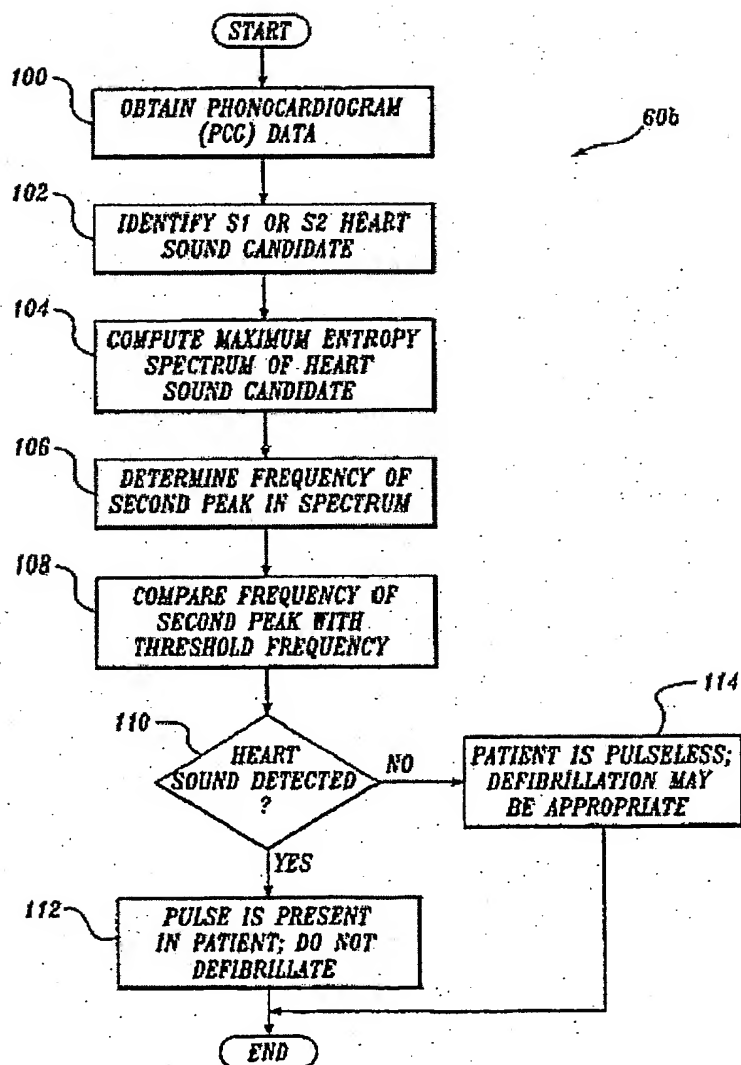 START
100
OBTAIN PHONOCARDIOGRAM
(PCG) DATA
60b
102
IDENTIFY S1 OR S2 HEART
SOUND CANDIDATE
104
COMPUTE MAXIMUM ENTROPY
SPECTRUM OF HEART
SOUND CANDIDATE
106
DETERMINE FREQUENCY OF
SECOND PEAK IN SPECTRUM
108
COMPARE FREQUENCY OF
SECOND PEAK WITH
THRESHOLD FREQUENCY
110
HEART
SOUND DETECTED
?
NO
114
PATIENT IS PULSELESS;
DEFIBRILLATION MAY
BE APPROPRIATE
YES
112
PULSE IS PRESENT
IN PATIENT; DO NOT
DEFIBRILLATE
END